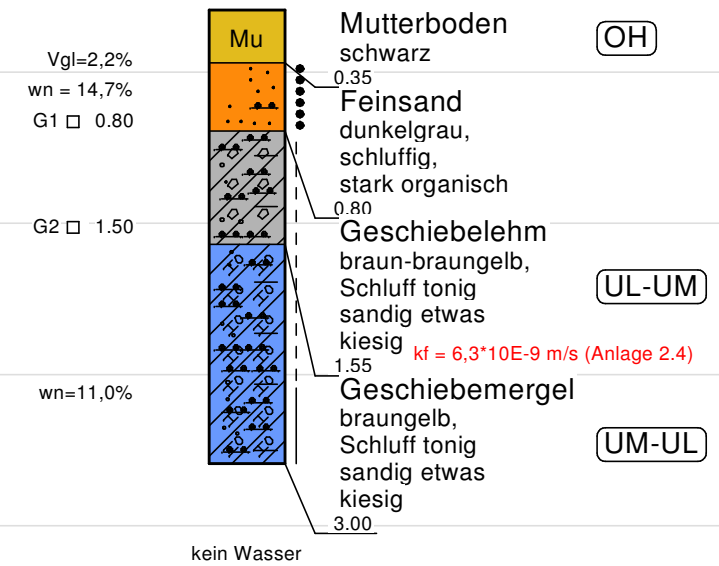 Mutterboden
schwarz
OH
Mu
Vgl=2,2%
0.35
wn = 14,7%
G1 □ 0.80
Feinsand
dunkelgrau,
schluffig,
stark organisch
0.80
G2 □ 1.50
Geschiebelehm
braun-braungelb,
Schluff tonig
sandig etwas
kiesig
UL-UM
kf = 6,3*10E-9 m/s (Anlage 2.4)
1.55
wn=11,0%
Geschiebemergel
braungelb,
Schluff tonig
sandig etwas
kiesig
UM-UL
3.00
kein Wasser